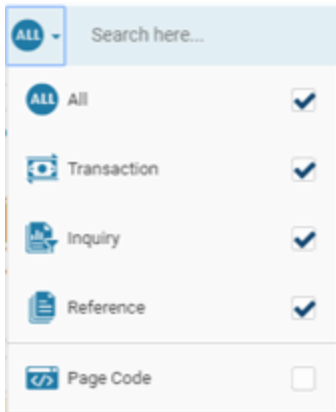 ALL Search here...
ALL All
Transaction
Inquiry
Reference
Page Code